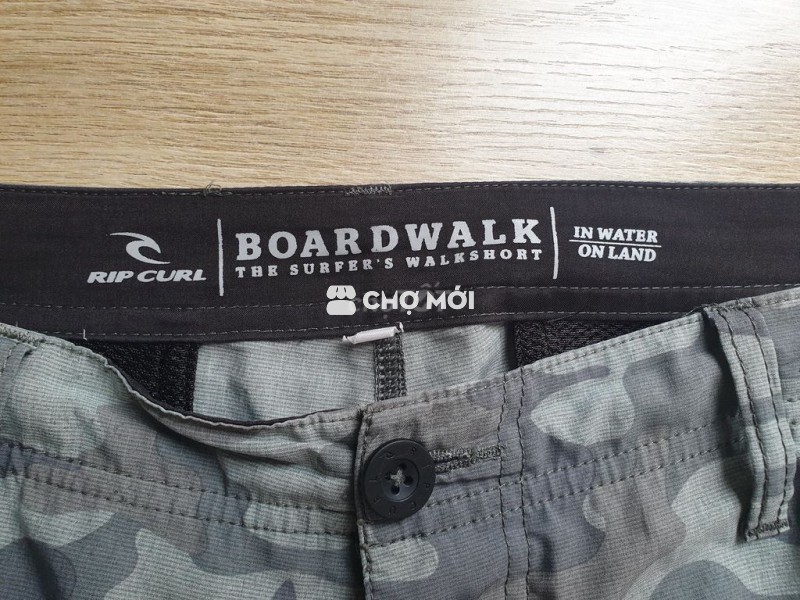 RIP CURL
BOARDWALK
THE SURFER'S WALKSHORT
IN WATER
ON LAND
CHỢ MỚI